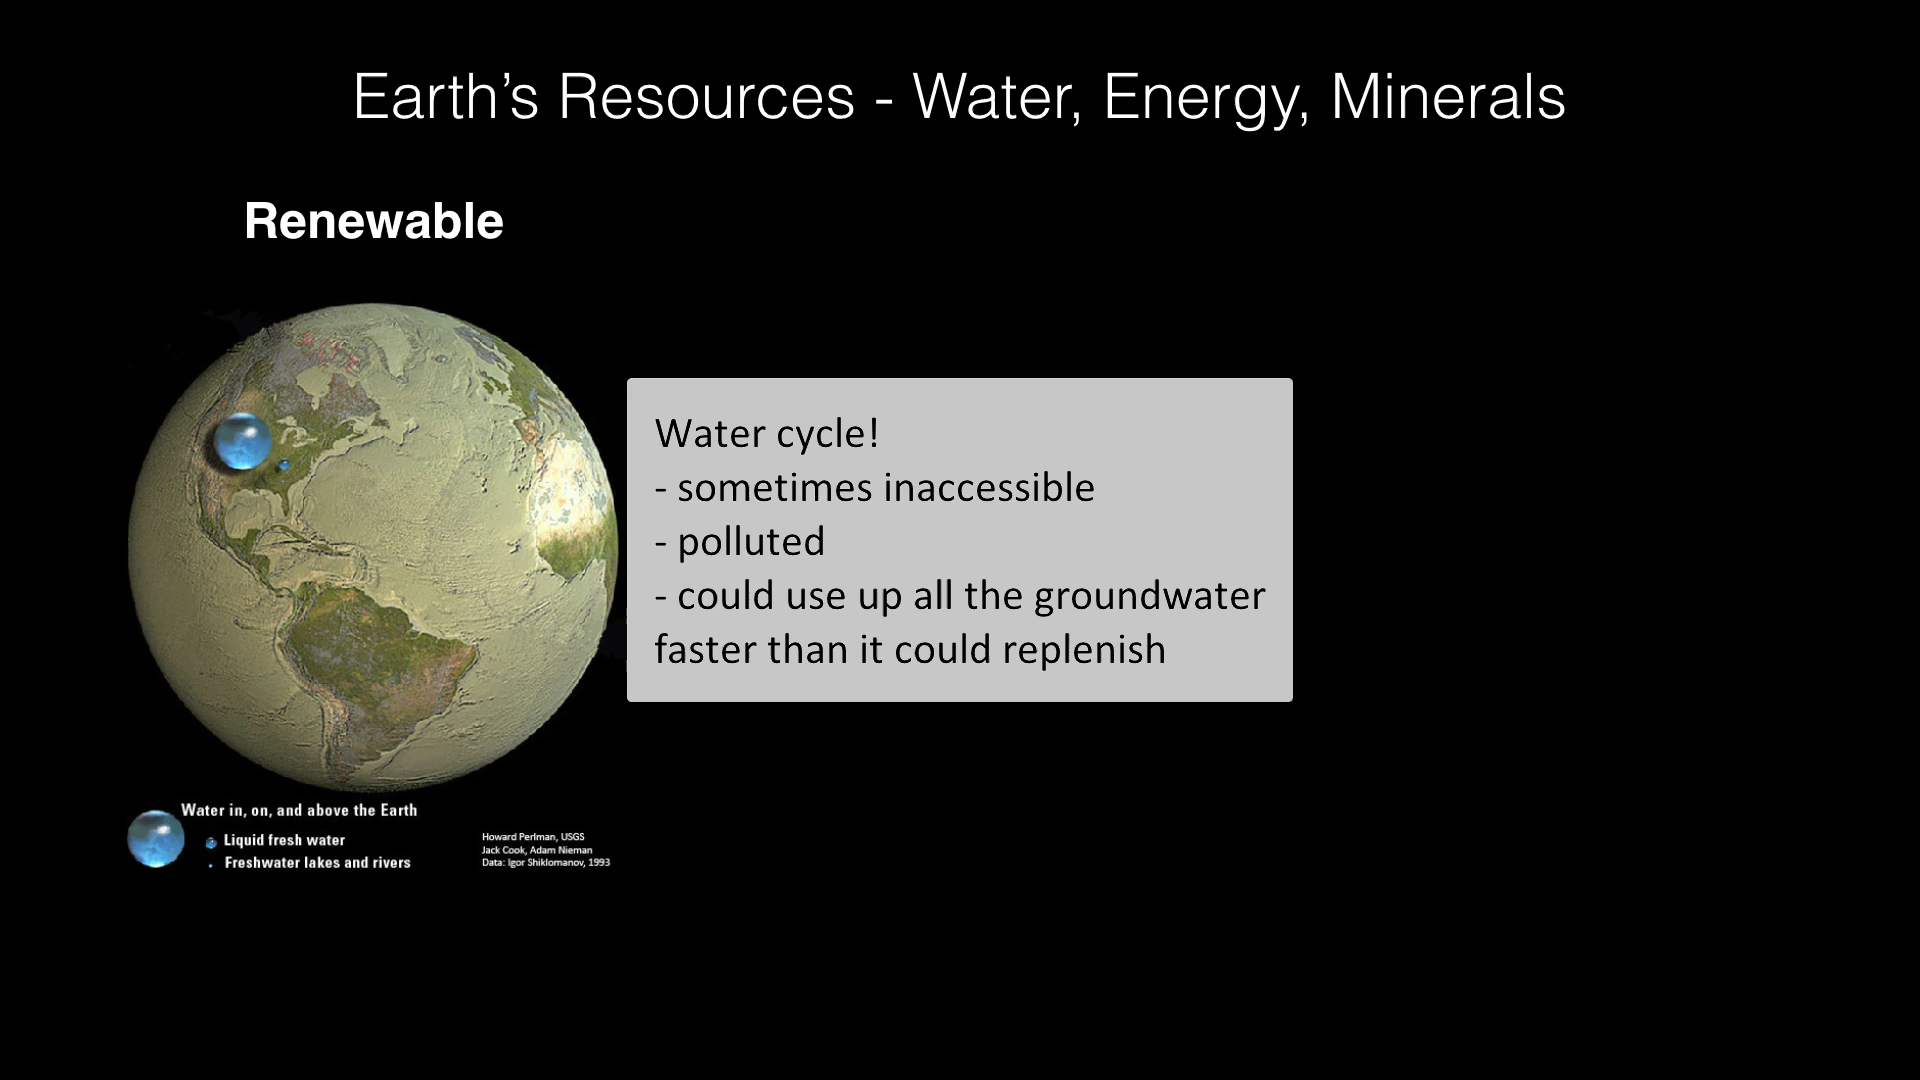 Earth’s Resources - Water, Energy, Minerals
Renewable
Water cycle!
- sometimes inaccessible
- polluted
- could use up all the groundwater
faster than it could replenish
Water in, on, and above the Earth
Liquid fresh water
Freshwater lakes and rivers
Howard Perlman, USGS
Jack Cook, Adam Nieman
Data: Igor Shiklomanov, 1993